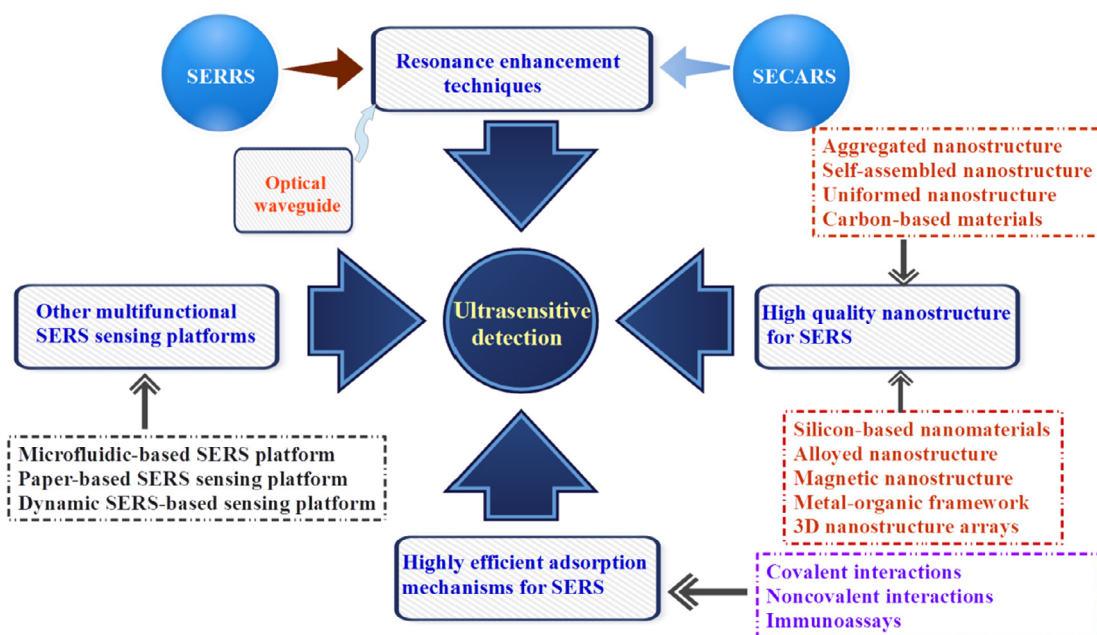 SERRS
Resonance enhancement
techniques
SECARS
Optical
waveguide
Aggregated nanostructure
Self-assembled nanostructure
Uniformed nanostructure
Carbon-based materials
Other multifunctional
SERS sensing platforms
Ultrasensitive
detection
High quality nanostructure
for SERS
Microfluidic-based SERS platform
Paper-based SERS sensing platform
Dynamic SERS-based sensing platform
Silicon-based nanomaterials
Alloyed nanostructure
Magnetic nanostructure
Metal-organic framework
3D nanostructure arrays
Highly efficient adsorption
mechanisms for SERS
Covalent interactions
Noncovalent interactions
Immunoassays